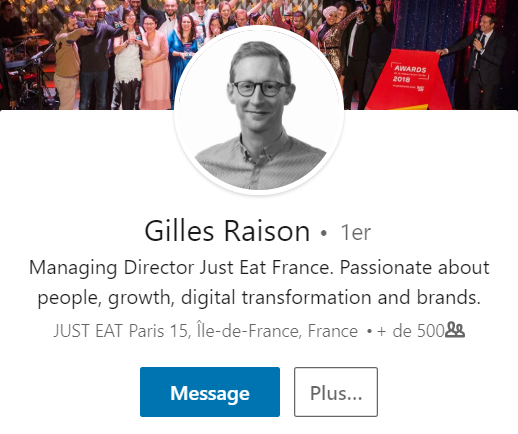 AWARDS
2018
Gilles Raison • 1er
Managing Director Just Eat France. Passionate about
people, growth, digital transformation and brands.
JUST EAT Paris 15, Île-de-France, France • + de 500
Message
Plus...